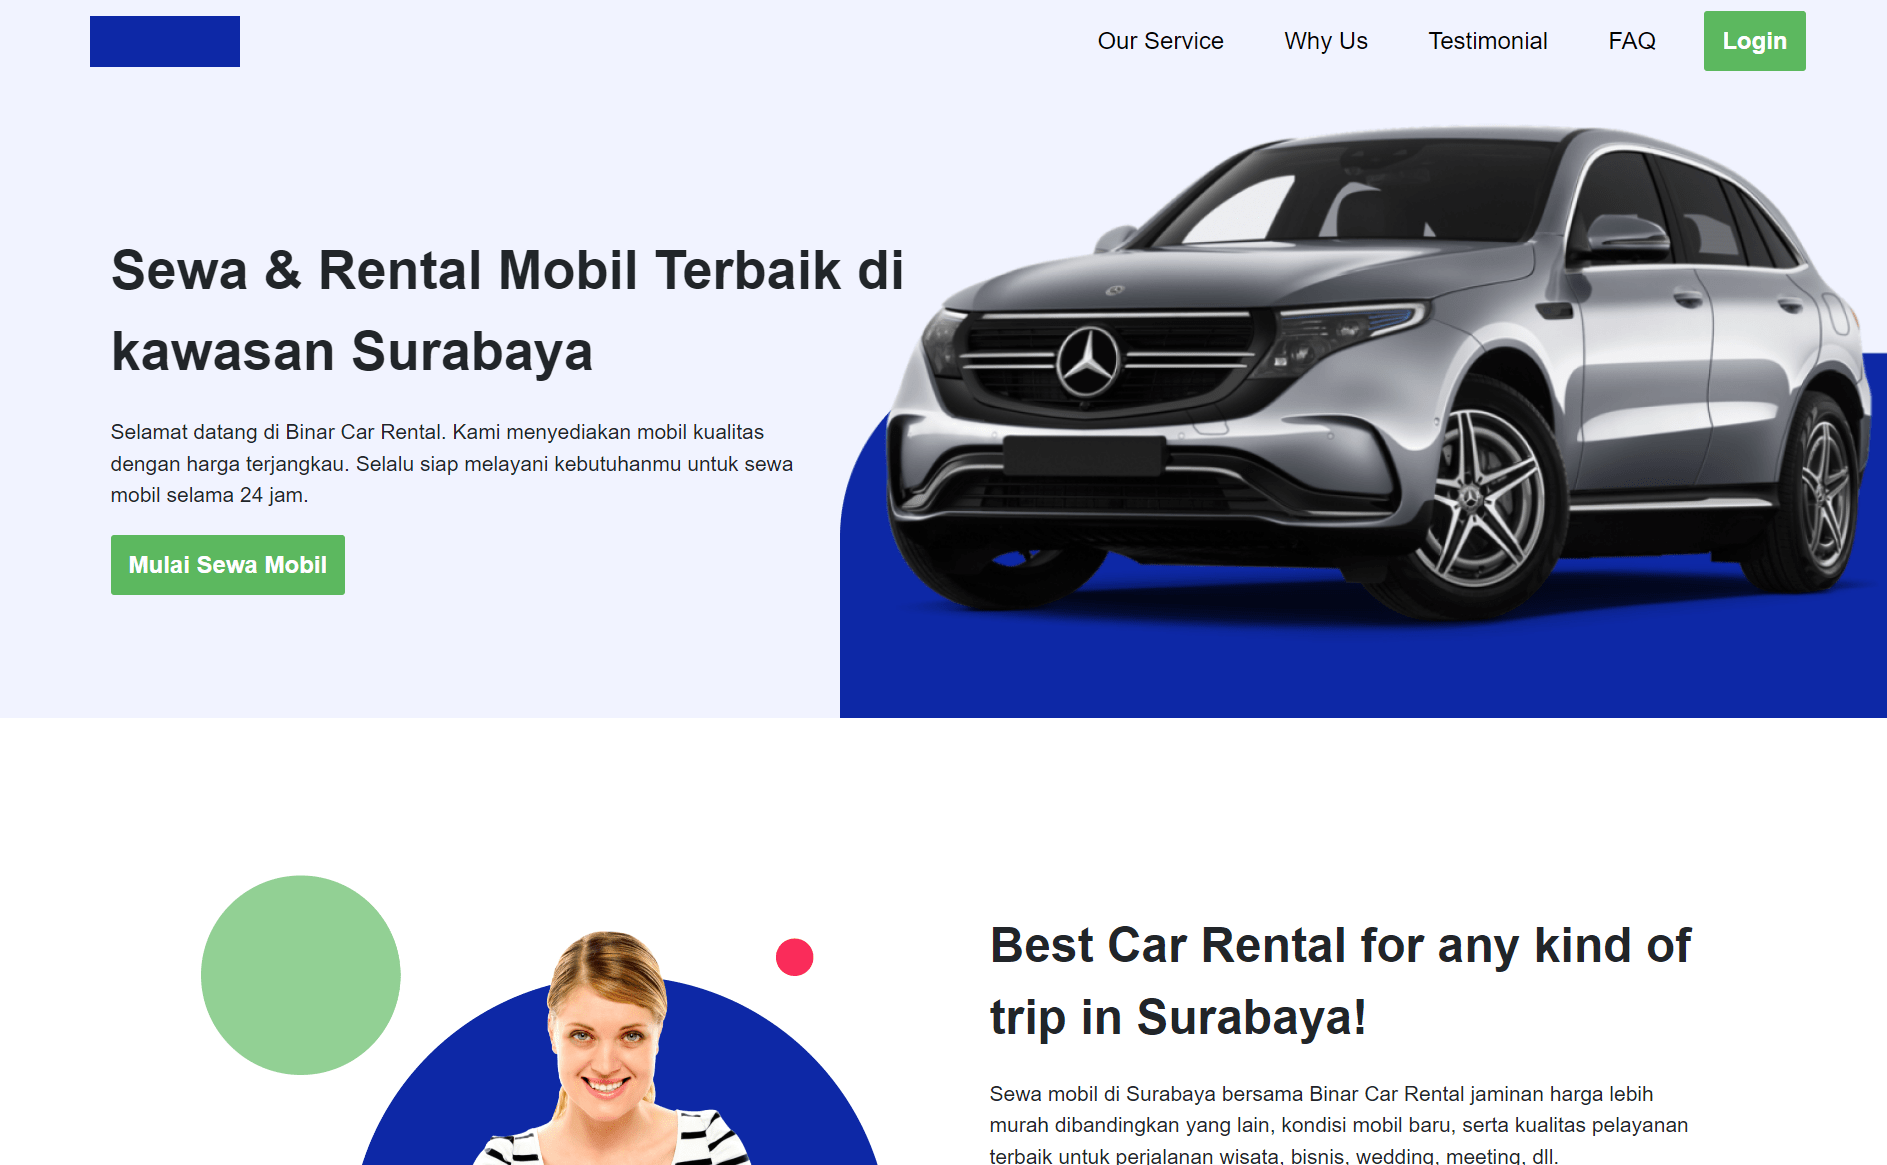 Our Service
Why Us
Testimonial
FAQ
Login
Sewa & Rental Mobil Terbaik di
kawasan Surabaya
Selamat datang di Binar Car Rental. Kami menyediakan mobil kualitas
dengan harga terjangkau. Selalu siap melayani kebutuhanmu untuk sewa
mobil selama 24 jam.
Mulai Sewa Mobil
Best Car Rental for any kind of
trip in Surabaya!
Sewa mobil di Surabaya bersama Binar Car Rental jaminan harga lebih
murah dibandingkan yang lain, kondisi mobil baru, serta kualitas pelayanan
terbaik untuk perjalanan wisata, bisnis, wedding, meeting, dll.